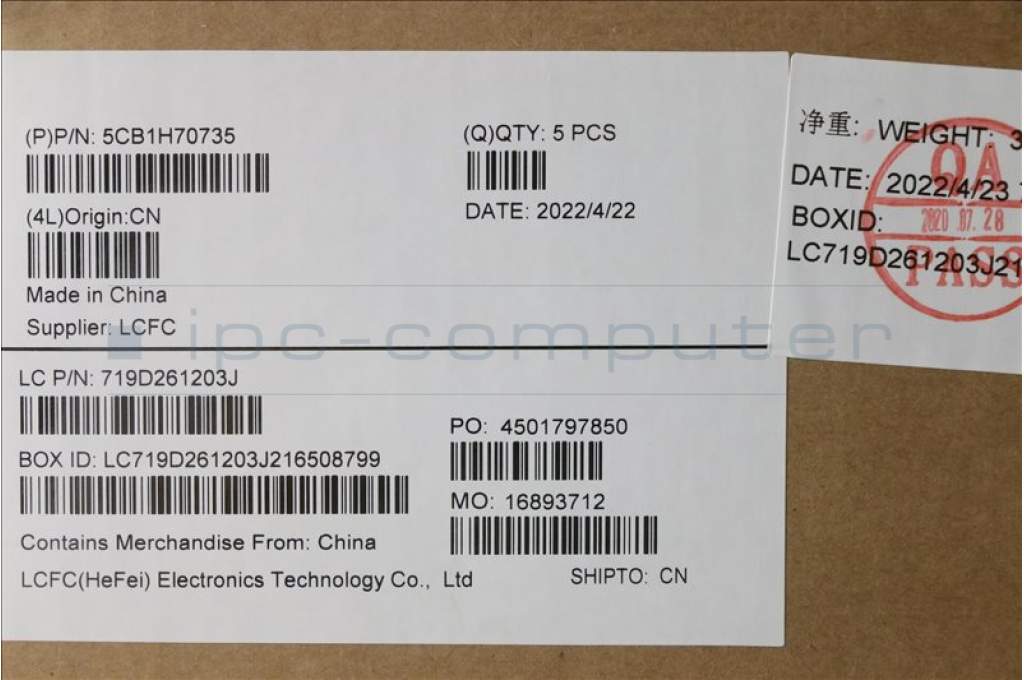 (P)P/N: 5CB1H70735
(Q)QTY: 5 PCS
(4L)Origin:CN
DATE: 2022/4/22
Made in China
Supplier: LCFC
LC P/N: 719D261203J
PO: 4501797850
BOX ID: LC719D261203J216508799
MO: 16893712
Contains Merchandise From: China
LCFC(HeFei) Electronics Technology Co., Ltd
SHIPTO: CN
净重: WEIGHT: 3
DATE: 2022/4/23
BOXID:
LC719D261203J21
QA
2020.07.28
PASS
ipc-computer